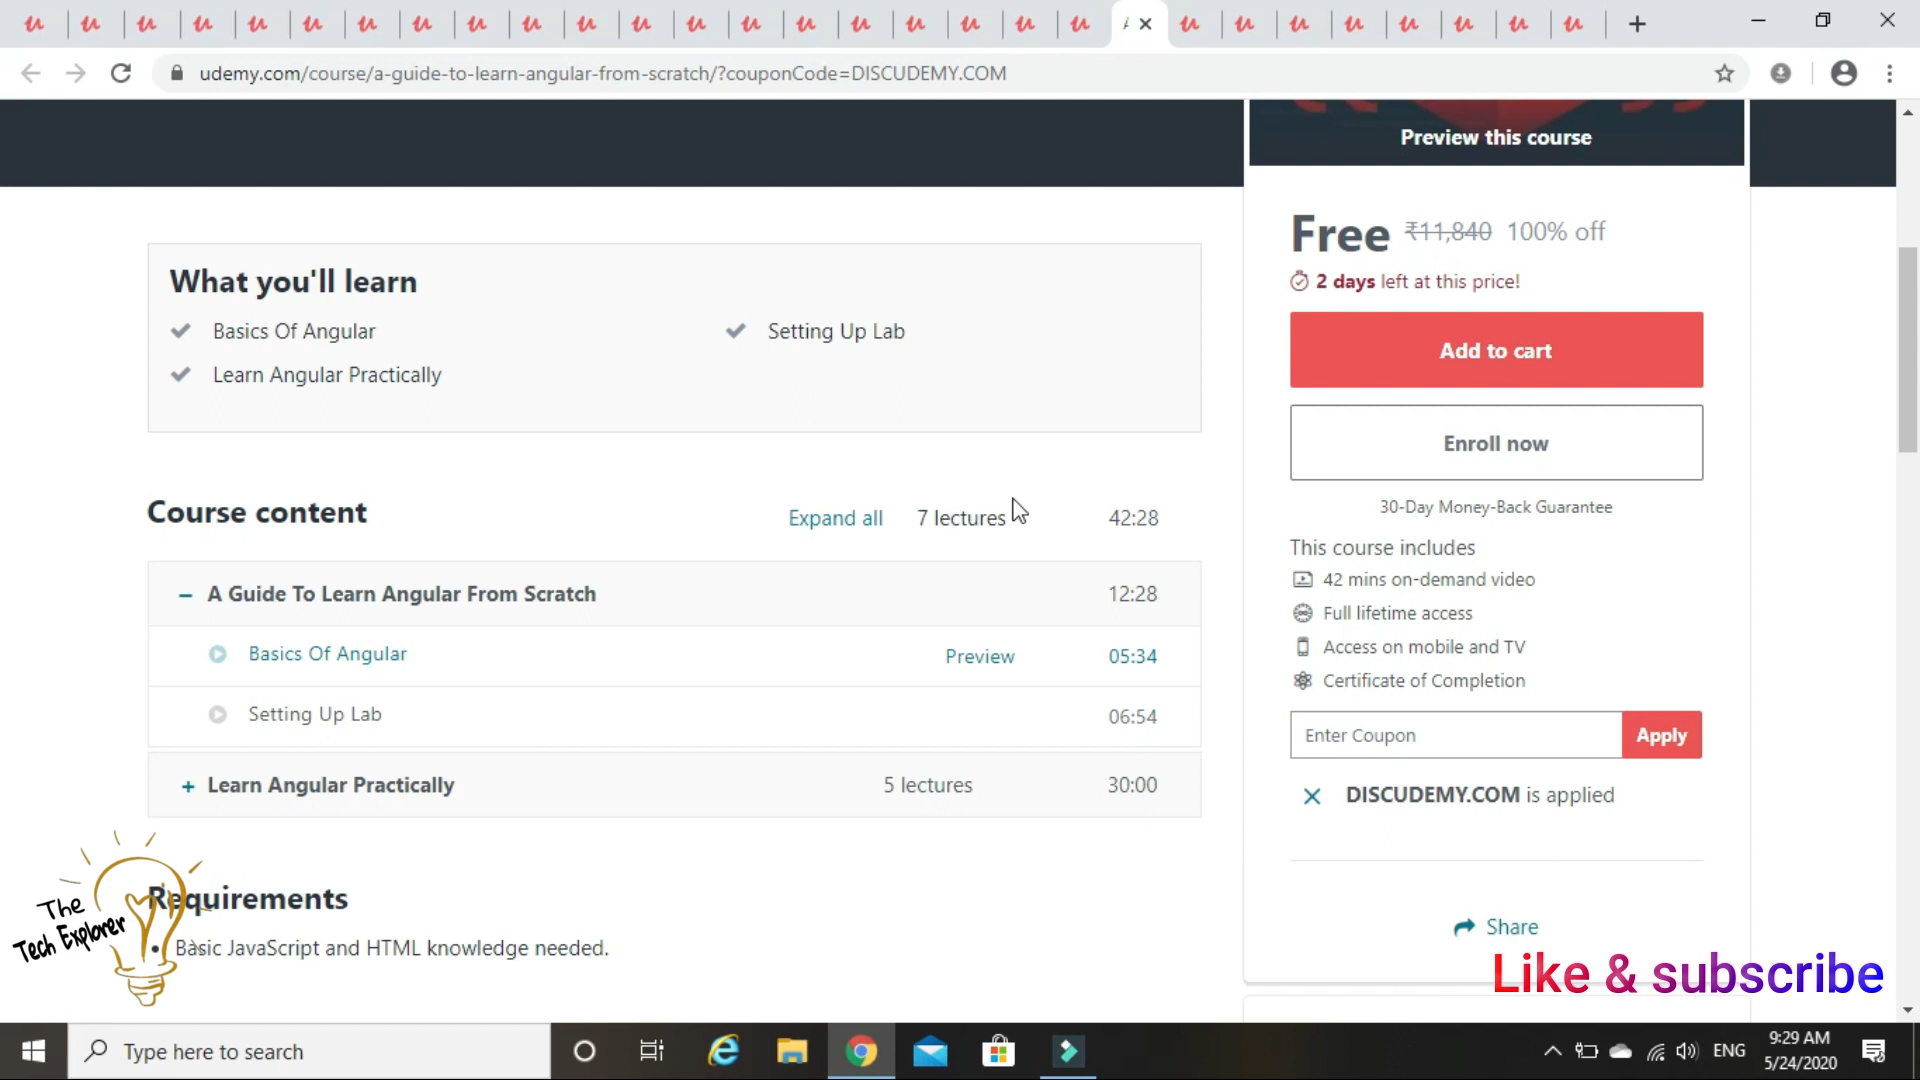 udemy.com/course/a-guide-to-learn-angular-from-scratch/?couponCode=DISCUDEMY.COM
Preview this course
Free ₹11,840 100% off
2 days left at this price!
Add to cart
Enroll now
30-Day Money-Back Guarantee
This course includes
42 mins on-demand video
Full lifetime access
Access on mobile and TV
Certificate of Completion
Enter Coupon
Apply
DISCUDEMY.COM is applied
Share
What you'll learn
Basics Of Angular
Setting Up Lab
Learn Angular Practically
Course content
Expand all 7 lectures 42:28
A Guide To Learn Angular From Scratch 12:28
Basics Of Angular Preview 05:34
Setting Up Lab 06:54
Learn Angular Practically 5 lectures 30:00
Requirements
Basic JavaScript and HTML knowledge needed.
The
Tech Explorer
Like & subscribe
Type here to search
ENG
9:29 AM
5/24/2020